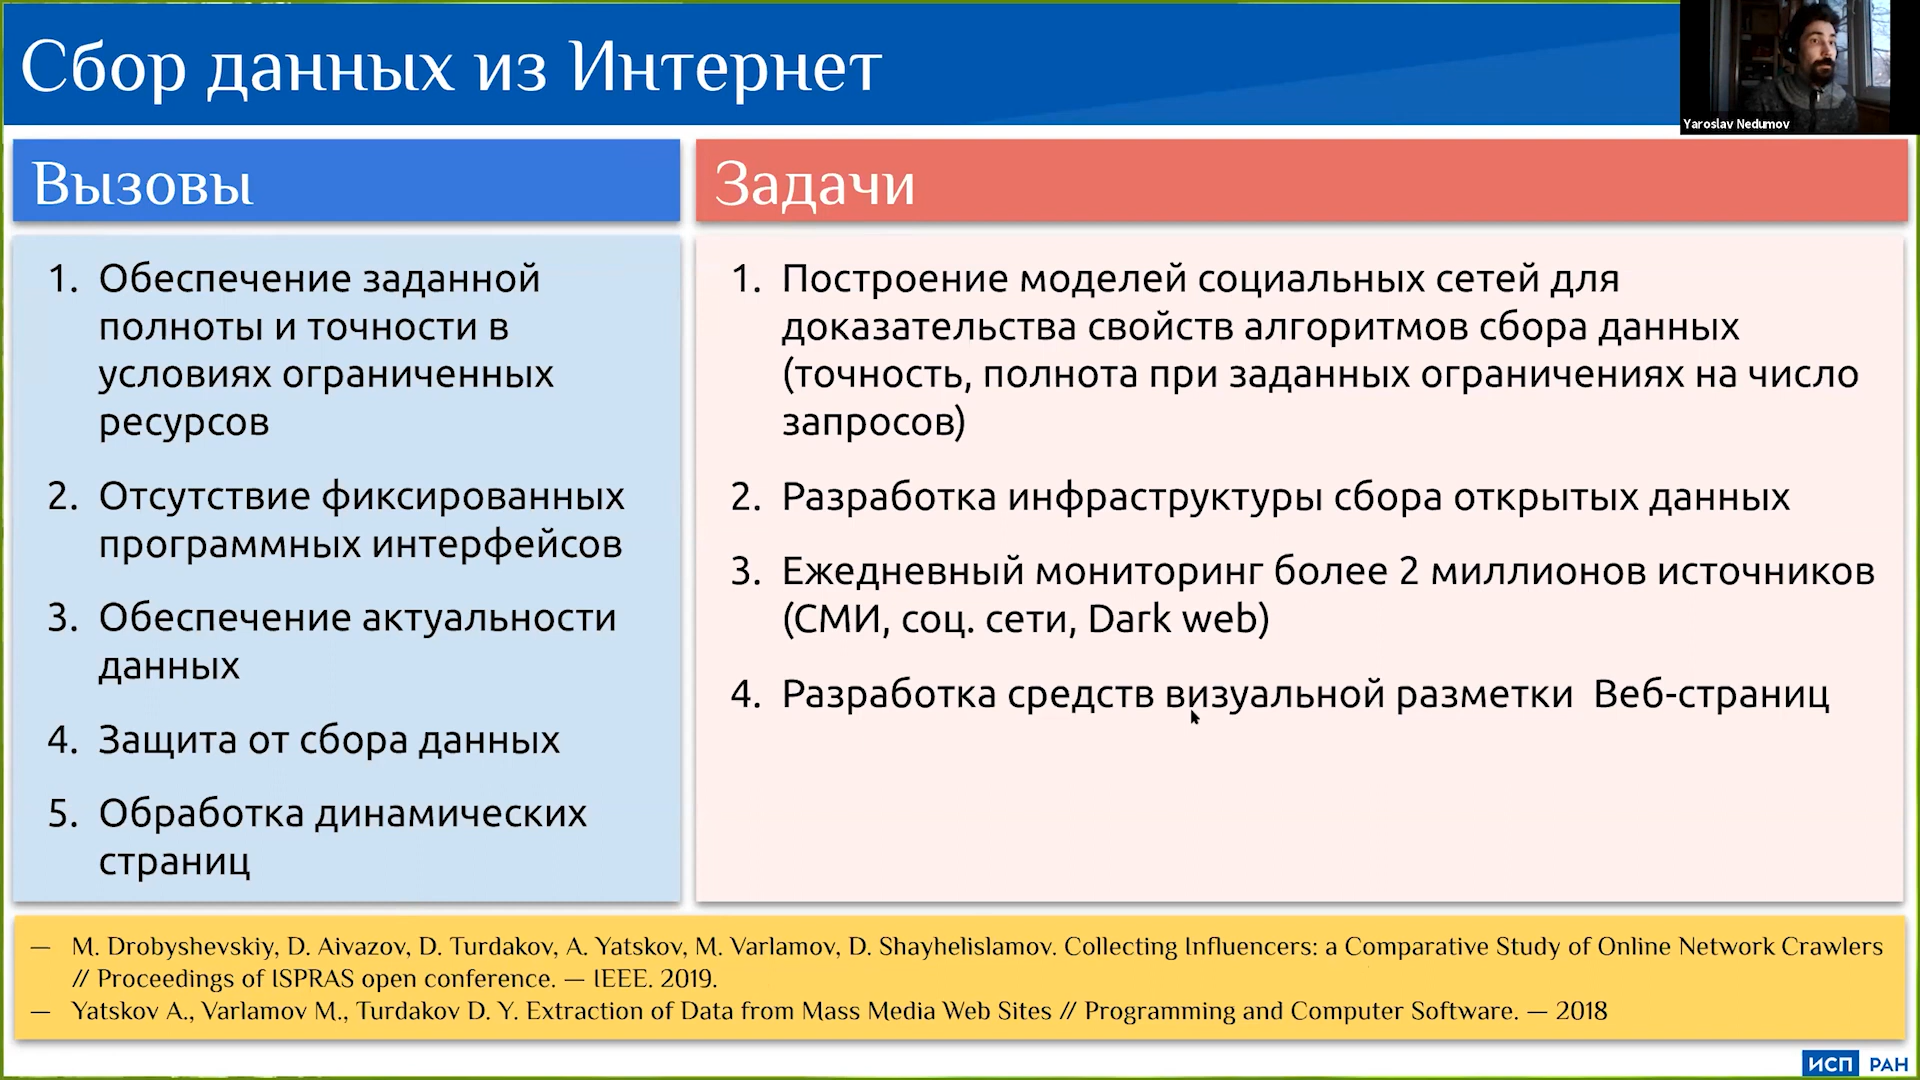 Сбор данных из Интернет
Yaroslav Nedumov
Вызовы
1. Обеспечение заданной
полноты и точности в
условиях ограниченных
ресурсов
2. Отсутствие фиксированных
программных интерфейсов
3. Обеспечение актуальности
данных
4. Защита от сбора данных
5. Обработка динамических
страниц
Задачи
1. Построение моделей социальных сетей для
доказательства свойств алгоритмов сбора данных
(точность, полнота при заданных ограничениях на число
запросов)
2. Разработка инфраструктуры сбора открытых данных
3. Ежедневный мониторинг более 2 миллионов источников
(СМИ, соц. сети, Dark web)
4. Разработка средств визуальной разметки Веб-страниц
— M. Drobyshevskiy, D. Aivazov, D. Turdakov, A. Yatskov, M. Varlamov, D. Shayhelislamov. Collecting Influencers: a Comparative Study of Online Network Crawlers
// Proceedings of ISPRAS open conference. — IEEE. 2019.
— Yatskov A., Varlamov M., Turdakov D. Y. Extraction of Data from Mass Media Web Sites // Programming and Computer Software. — 2018
ИСП РАН